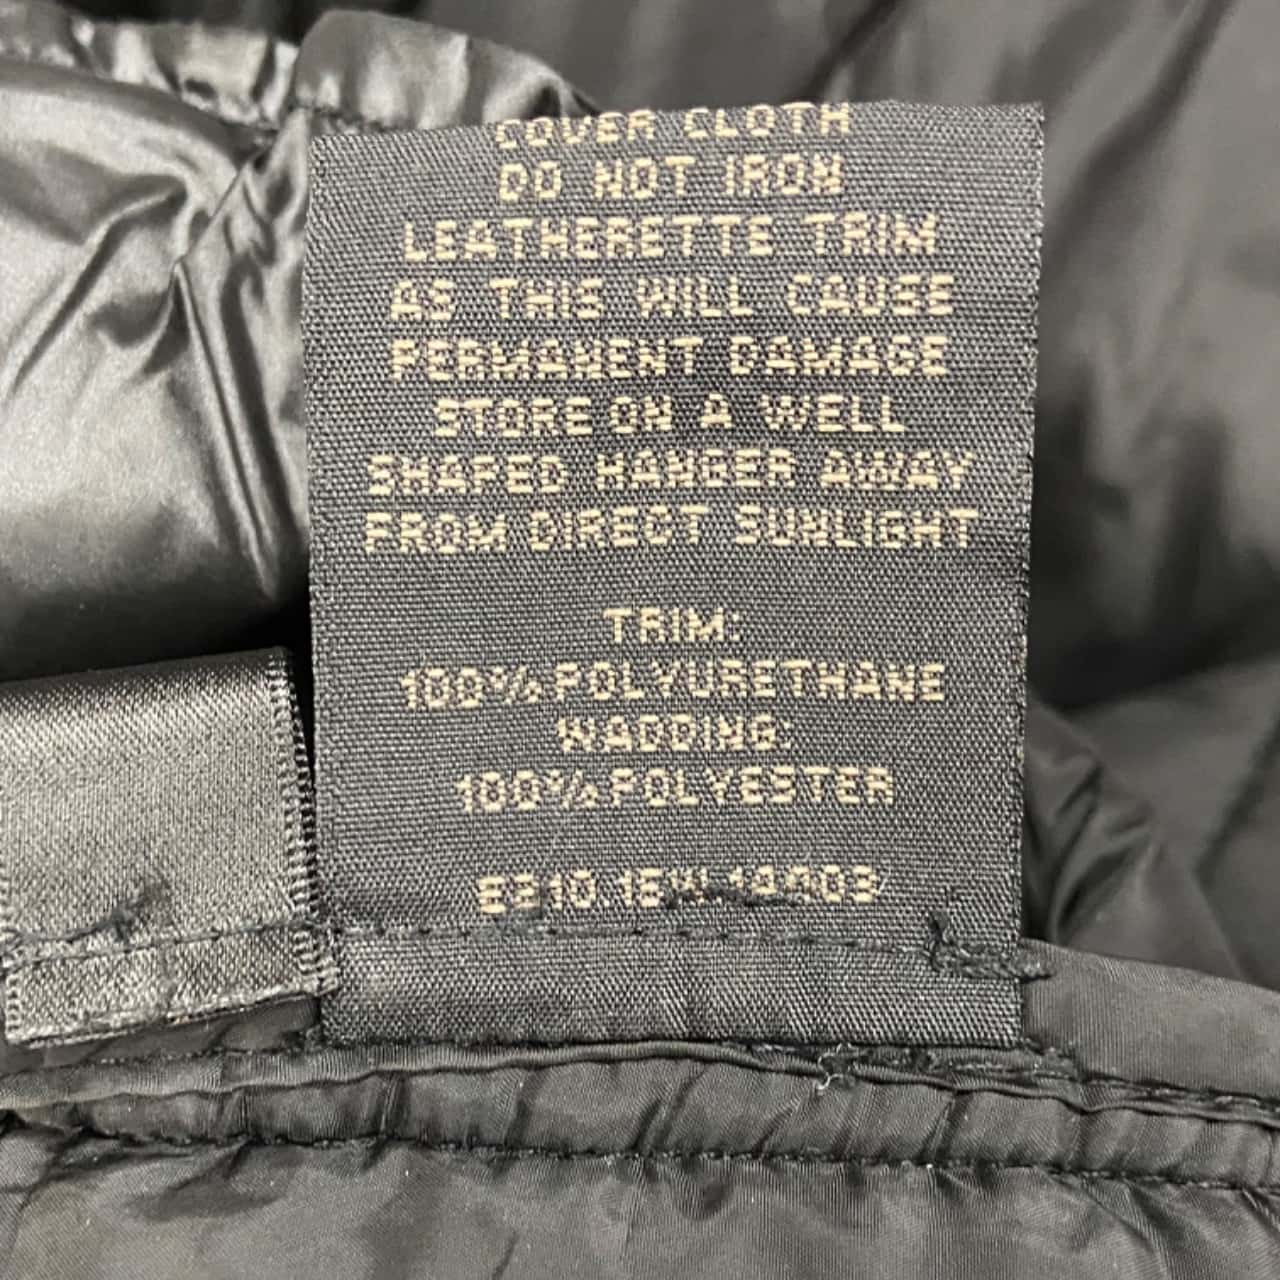 COVER CLOTH
DO NOT IRON
LEATHERETTE TRIM
AS THIS WILL CAUSE
PERMANENT DAMAGE
STORE ON A WELL
SHAPED HANGER AWAY
FROM DIRECT SUNLIGHT
TRIM:
100% POLYURETHANE
WADDING:
100% POLYESTER